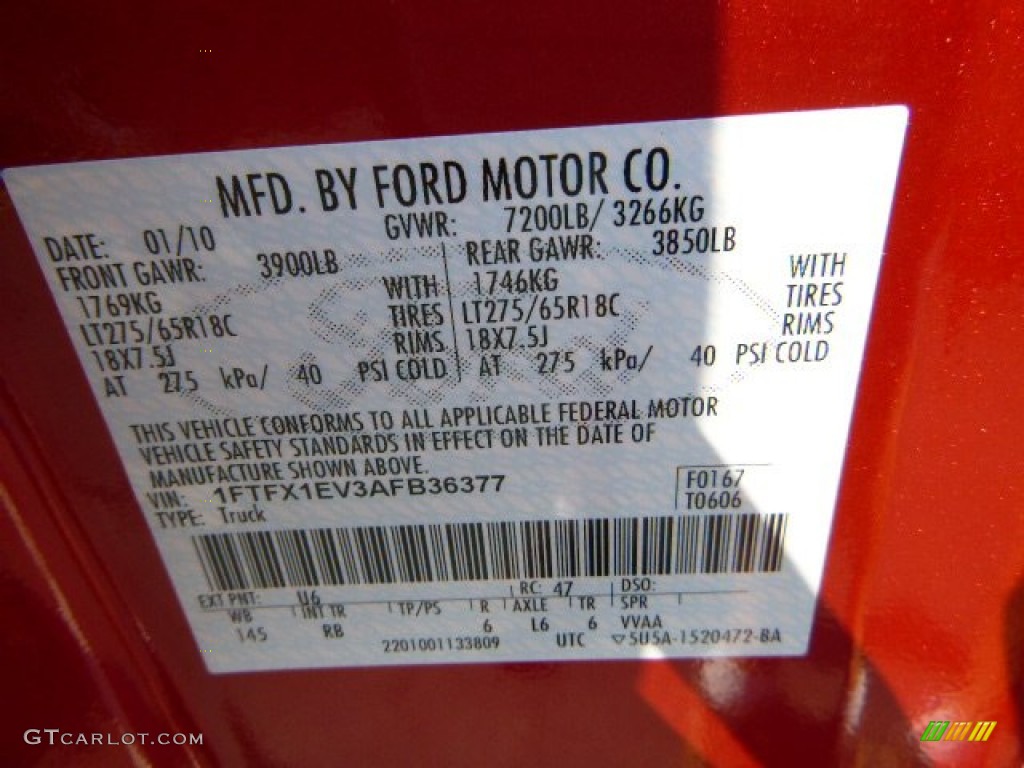 MFD. BY FORD MOTOR CO.
DATE: 01/10 GVWR: 7200LB/ 3266KG
FRONT GAWR: 3900LB REAR GAWR: 3850LB
1769KG WITH 1746KG WITH
LT275/65R18C TIRES LT275/65R18C TIRES
18X7.5J RIMS 18X7.5J RIMS
AT 275 kPa/ 40 PSI COLD AT 275 kPa/ 40 PSI COLD
THIS VEHICLE CONFORMS TO ALL APPLICABLE FEDERAL MOTOR
VEHICLE SAFETY STANDARDS IN EFFECT ON THE DATE OF
MANUFACTURE SHOWN ABOVE.
VIN: 1FTFX1EV3AFB36377 F0167
TYPE: Truck T0606
EXT PNT: U6 RC: 47 DSO:
WB INT TR TP/PS R AXLE TR SPR
145 RB 6 L6 6 VVAA
2201001133809 UTC 5U5A-1520472-BA
GTCARLOT.COM